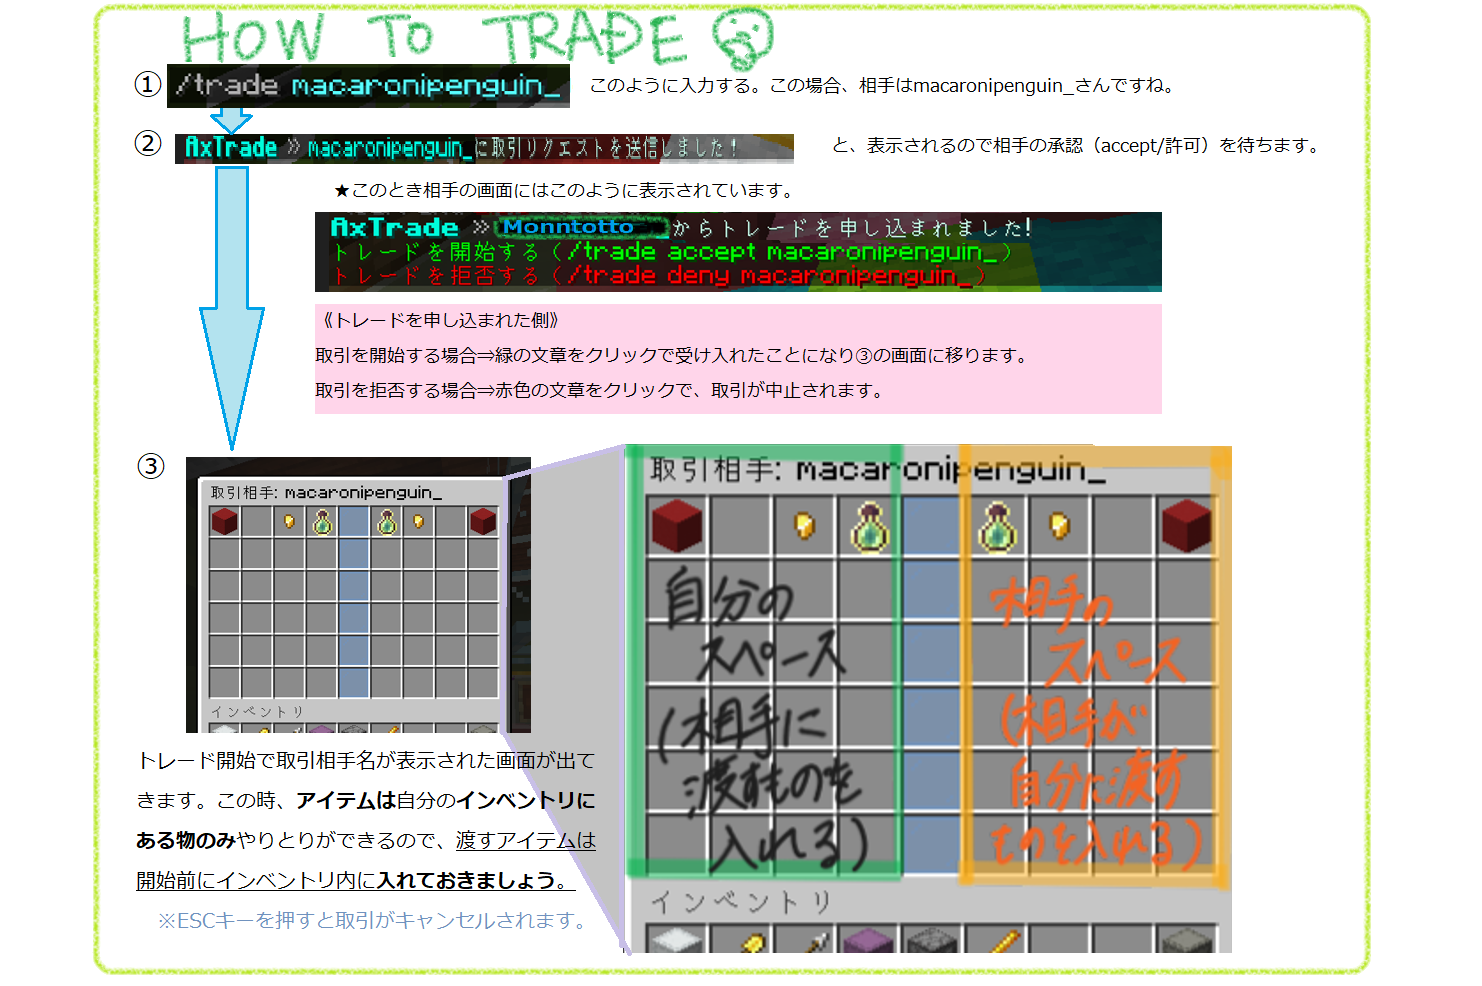 HOW TO TRADE
① /trade macaronipenguin_ このように入力する。この場合、相手はmacaronipenguin_さんですね。
② AxTrade » macaronipenguin_に取引リクエストを送信しました！ と、表示されるので相手の承認（accept/許可）を待ちます。
★このとき相手の画面にはこのように表示されています。
AxTrade » Monntotto _からトレードを申し込まれました!
トレードを開始する（/trade accept macaronipenguin_）
トレードを拒否する（/trade deny macaronipenguin_）
《トレードを申し込まれた側》
取引を開始する場合⇒緑の文章をクリックで受け入れたことになり③の画面に移ります。
取引を拒否する場合⇒赤色の文章をクリックで、取引が中止されます。
③
取引相手: macaronipenguin_
インベントリ
トレード開始で取引相手名が表示された画面が出て
きます。この時、アイテムは自分のインベントリに
ある物のみやりとりができるので、渡すアイテムは
開始前にインベントリ内に入れておきましょう。
※ESCキーを押すと取引がキャンセルされます。
取引相手: macaronipenguin_
自分の
スペース
(相手に
渡すものを
入れる)
相手の
スペース
(相手が
自分に渡す
ものを入れる)
インベントリ